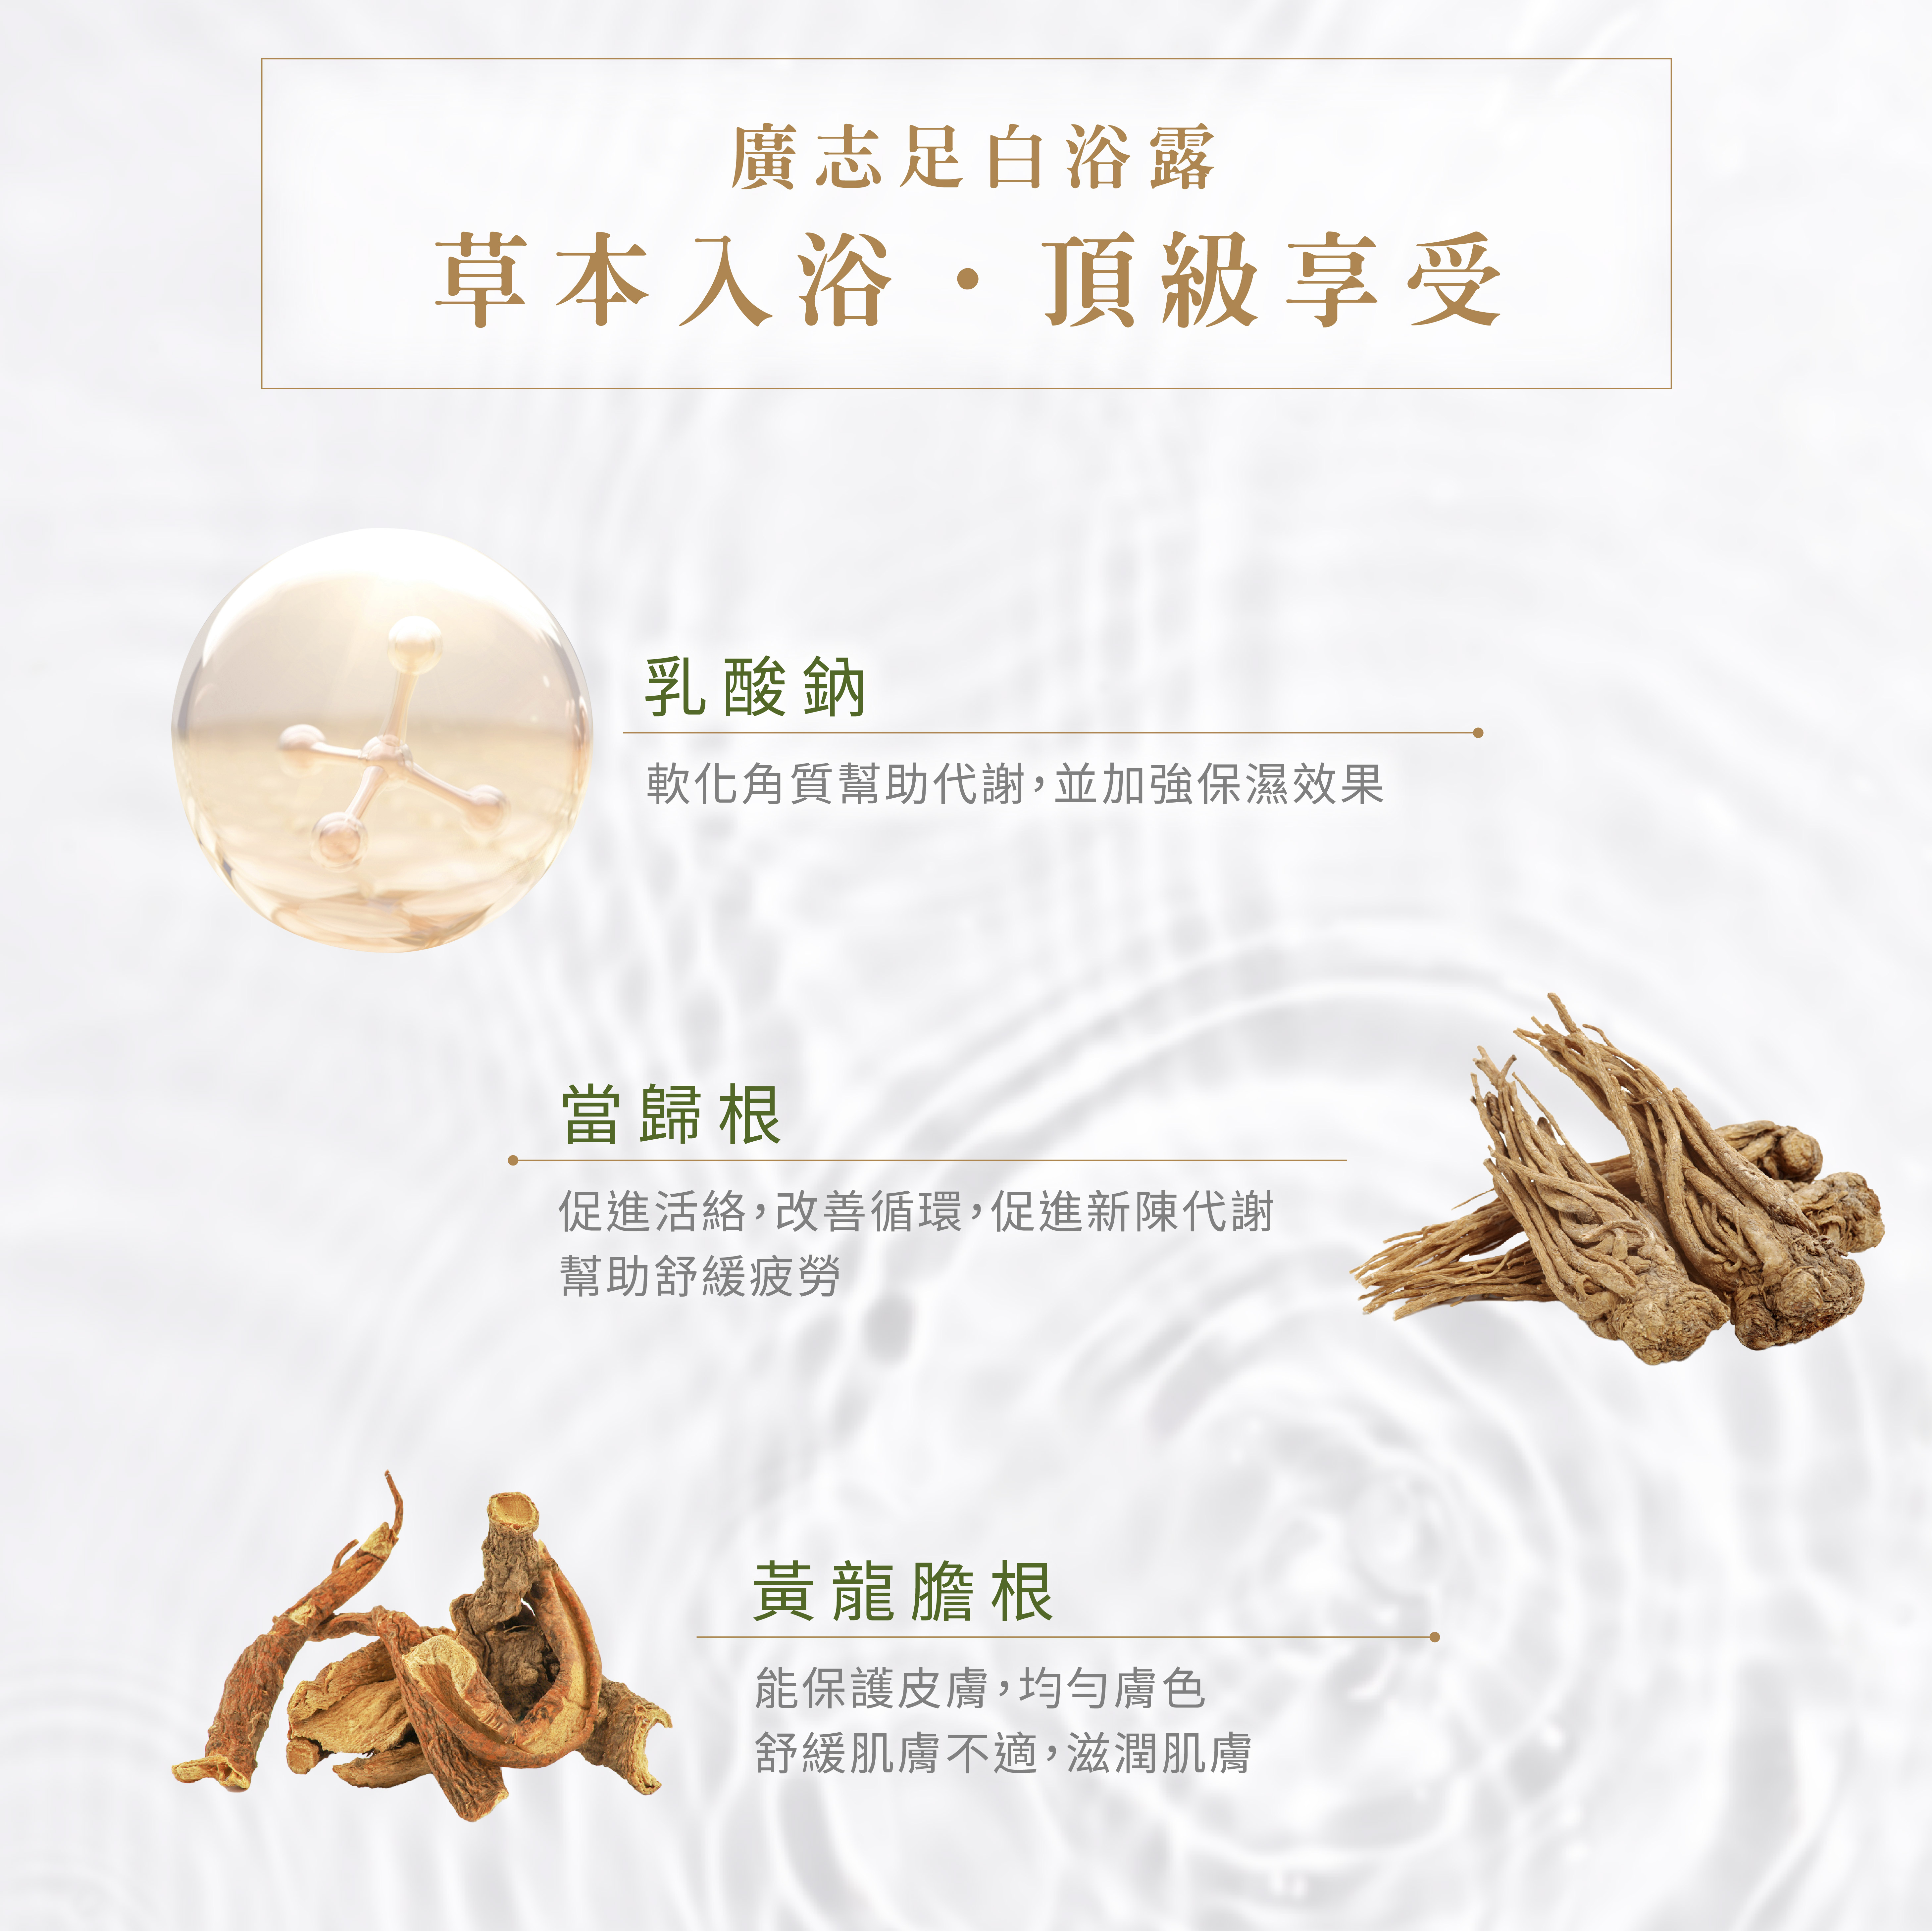 廣志足白浴露
草本入浴・頂級享受
乳酸鈉
軟化角質幫助代謝，並加強保濕效果
當歸根
促進活絡，改善循環，促進新陳代謝
幫助舒緩疲勞
黃龍膽根
能保護皮膚，均勻膚色
舒緩肌膚不適，滋潤肌膚